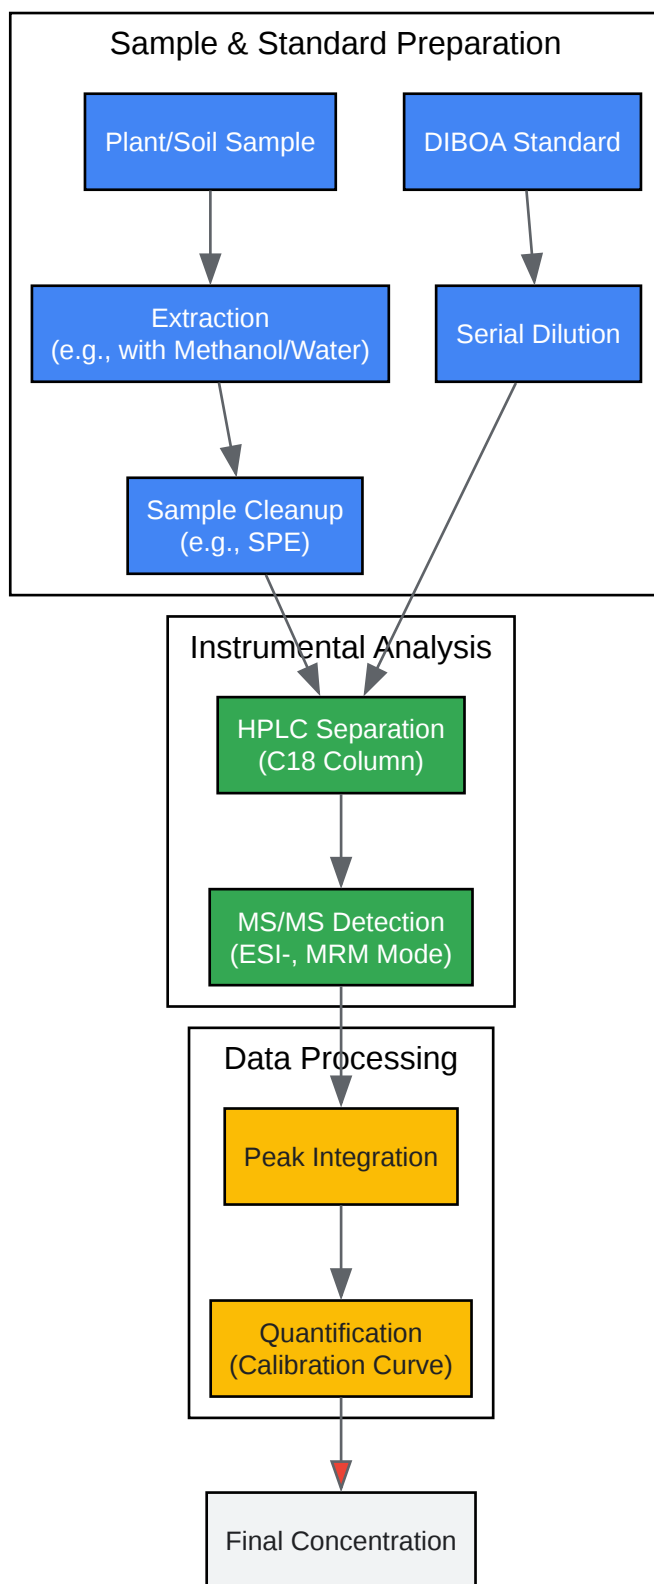 Sample & Standard Preparation
Plant/Soil Sample
DIBOA Standard
Extraction
(e.g., with Methanol/Water)
Serial Dilution
Sample Cleanup
(e.g., SPE)
Instrumental Analysis
HPLC Separation
(C18 Column)
MS/MS Detection
(ESI-, MRM Mode)
Data Processing
Peak Integration
Quantification
(Calibration Curve)
Final Concentration